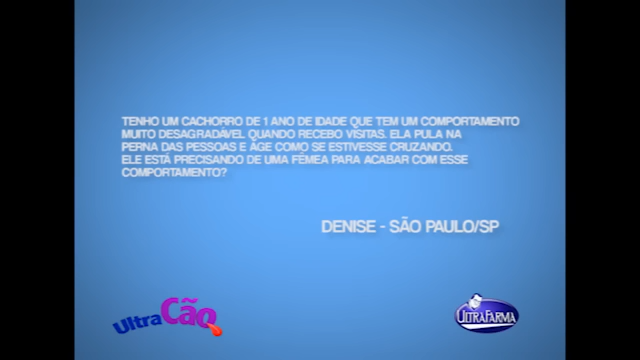 TENHO UM CACHORRO DE 1 ANO DE IDADE QUE TEM UM COMPORTAMENTO
MUITO DESAGRADÁVEL QUANDO RECEBO VISITAS. ELA PULA NA
PERNA DAS PESSOAS E AGE COMO SE ESTIVESSE CRUZANDO.
ELE ESTÁ PRECISANDO DE UMA FÊMEA PARA ACABAR COM ESSE
COMPORTAMENTO?
DENISE - SÃO PAULO/SP
Ultra Cão
ULTRAFARMA